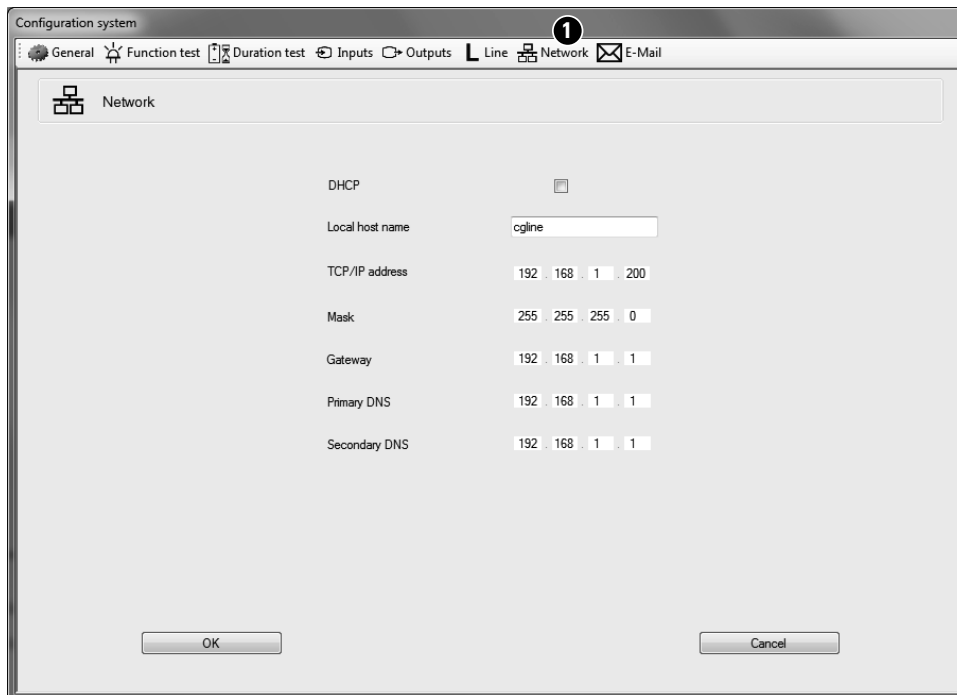 Configuration system
1
General Function test Duration test Inputs Outputs L Line Network E-Mail
Network
DHCP
Local host name cgline
TCP/IP address 192 . 168 . 1 . 200
Mask 255 . 255 . 255 . 0
Gateway 192 . 168 . 1 . 1
Primary DNS 192 . 168 . 1 . 1
Secondary DNS 192 . 168 . 1 . 1
OK Cancel